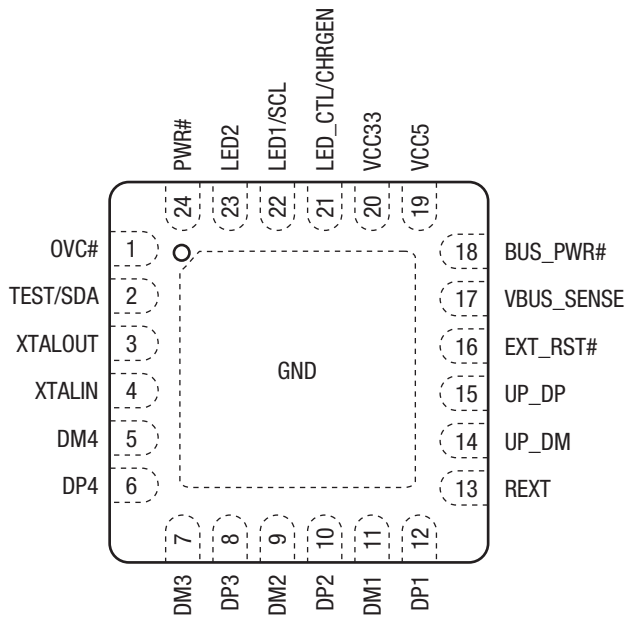 PWR#
LED2
LED1/SCL
LED_CTL/CHRGEN
VCC33
VCC5
24
23
22
21
20
19
OVC# 1
TEST/SDA 2
XTALOUT 3
XTALIN 4
DM4 5
DP4 6
GND
18 BUS_PWR#
17 VBUS_SENSE
16 EXT_RST#
15 UP_DP
14 UP_DM
13 REXT
7
8
9
10
11
12
DM3
DP3
DM2
DP2
DM1
DP1